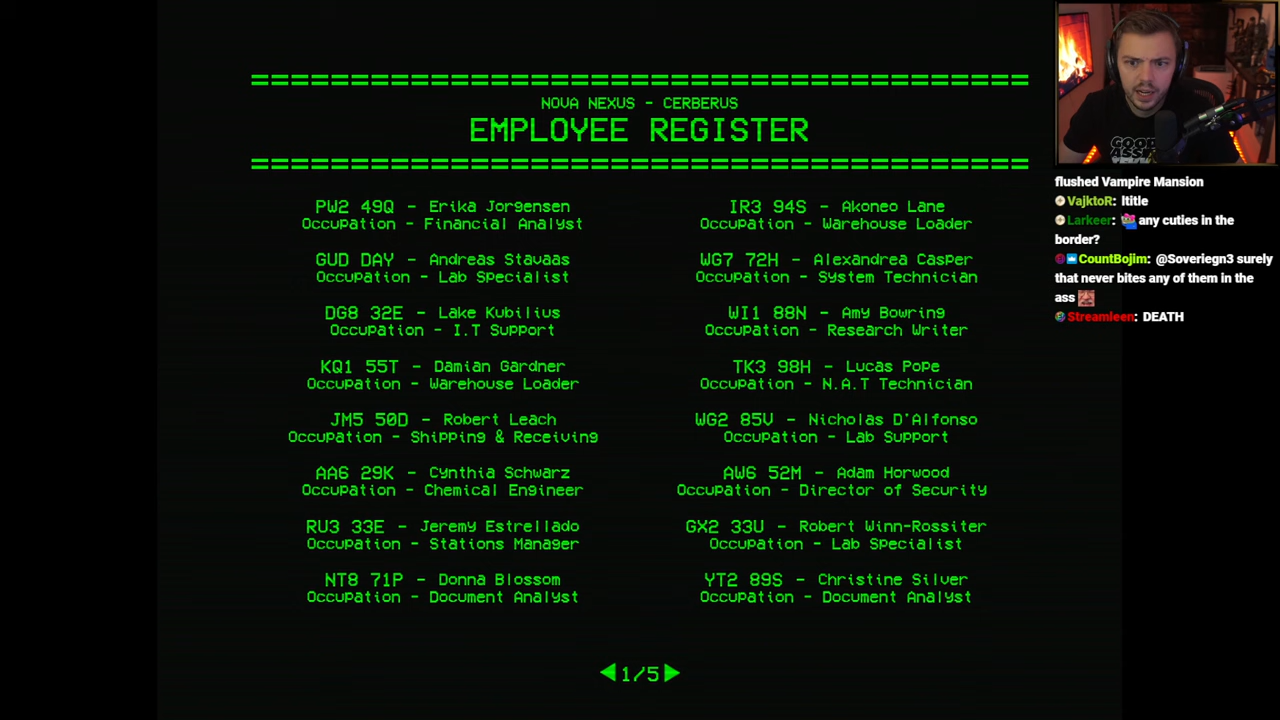 NOVA NEXUS - CERBERUS
EMPLOYEE REGISTER
PW2 49Q - Erika Jorgensen
Occupation - Financial Analyst
GUD DAY - Andreas Stavaas
Occupation - Lab Specialist
DG8 32E - Lake Kubilius
Occupation - I.T Support
KQ1 55T - Damian Gardner
Occupation - Warehouse Loader
JM5 50D - Robert Leach
Occupation - Shipping & Receiving
AA6 29K - Cynthia Schwarz
Occupation - Chemical Engineer
RU3 33E - Jeremy Estrellado
Occupation - Stations Manager
NT8 71P - Donna Blossom
Occupation - Document Analyst
IR3 94S - Akoneo Lane
Occupation - Warehouse Loader
WG7 72H - Alexandrea Casper
Occupation - System Technician
WI1 88N - Amy Bowring
Occupation - Research Writer
TK3 98H - Lucas Pope
Occupation - N.A.T Technician
WG2 85V - Nicholas D'Alfonso
Occupation - Lab Support
AW6 52M - Adam Horwood
Occupation - Director of Security
GX2 33U - Robert Winn-Rossiter
Occupation - Lab Specialist
YT2 89S - Christine Silver
Occupation - Document Analyst
1/5
flushed Vampire Mansion
VajktoR: !title
Larkeer: any cuties in the
border?
CountBojim: @Soveriegn3 surely
that never bites any of them in the
ass
Streamleen: DEATH